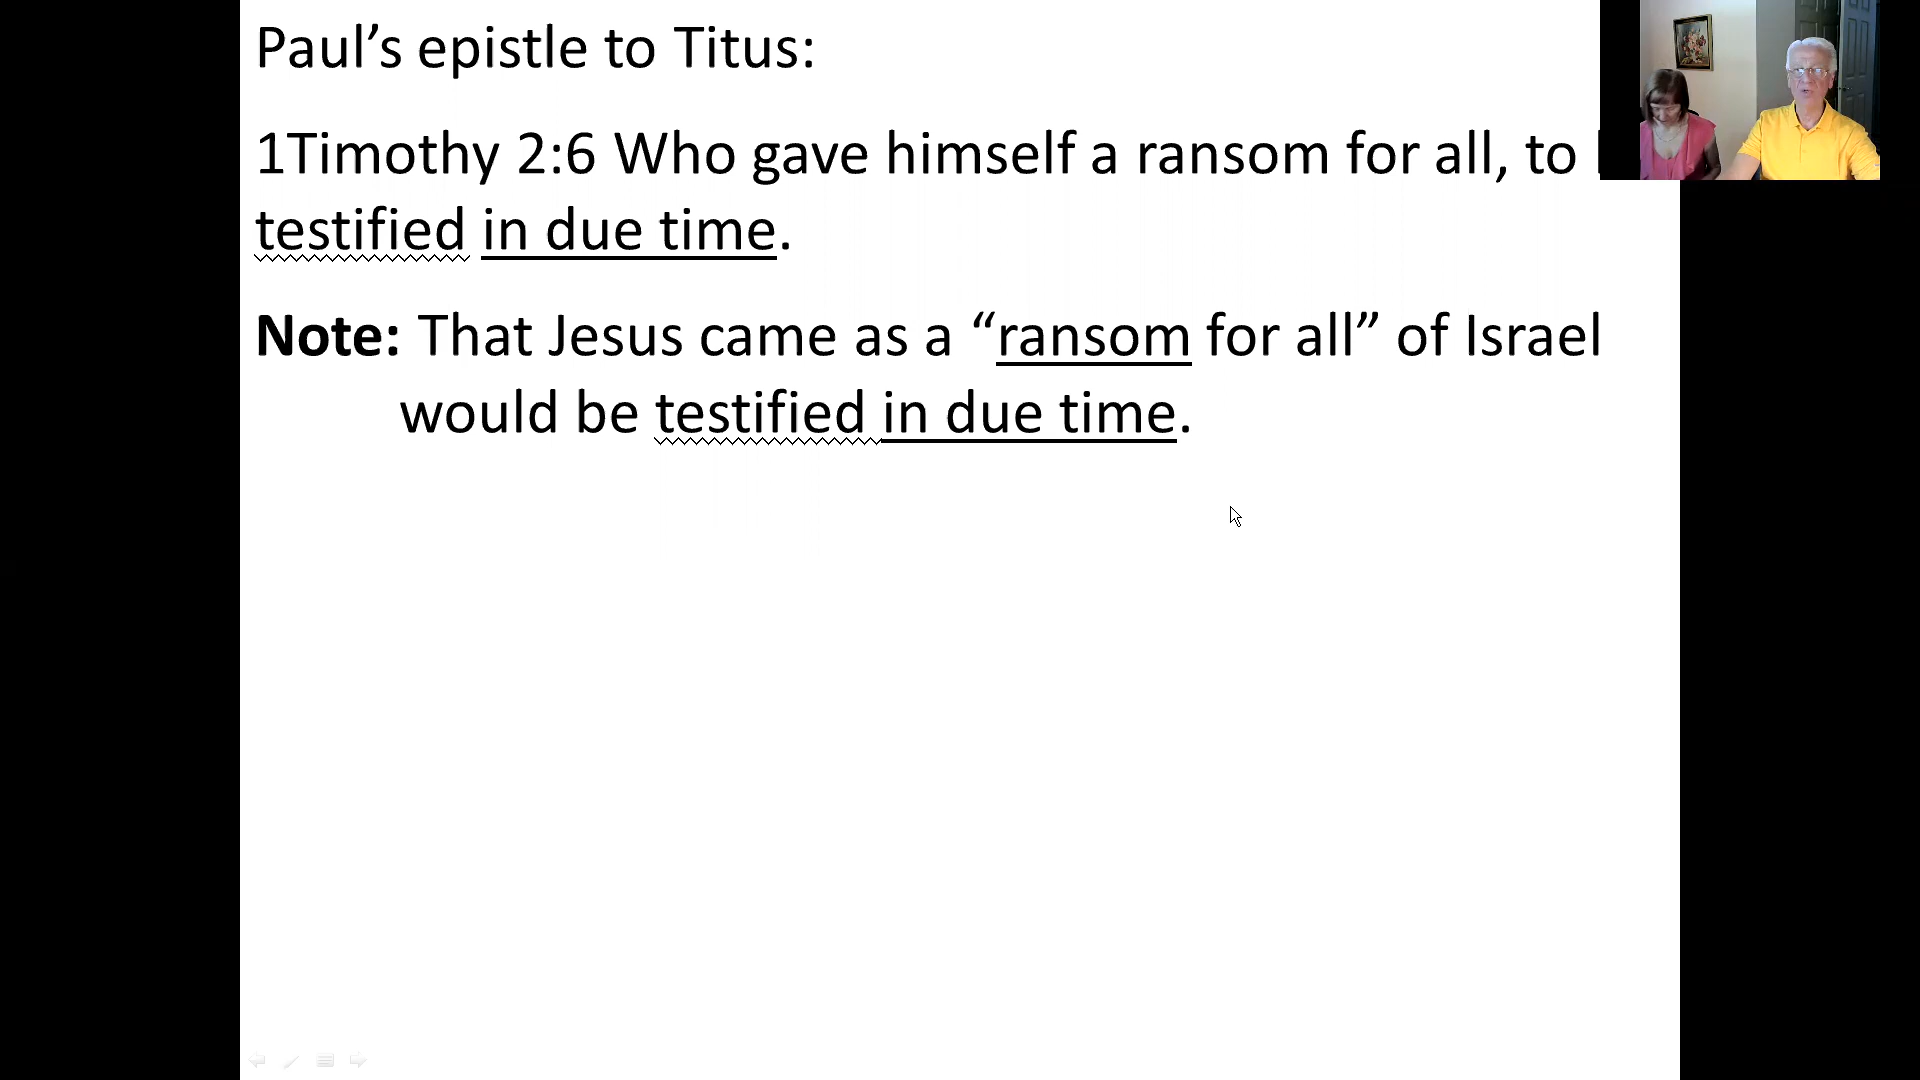 Paul’s epistle to Titus:
1Timothy 2:6 Who gave himself a ransom for all, to
testified in due time.
Note: That Jesus came as a “ransom for all” of Israel
would be testified in due time.